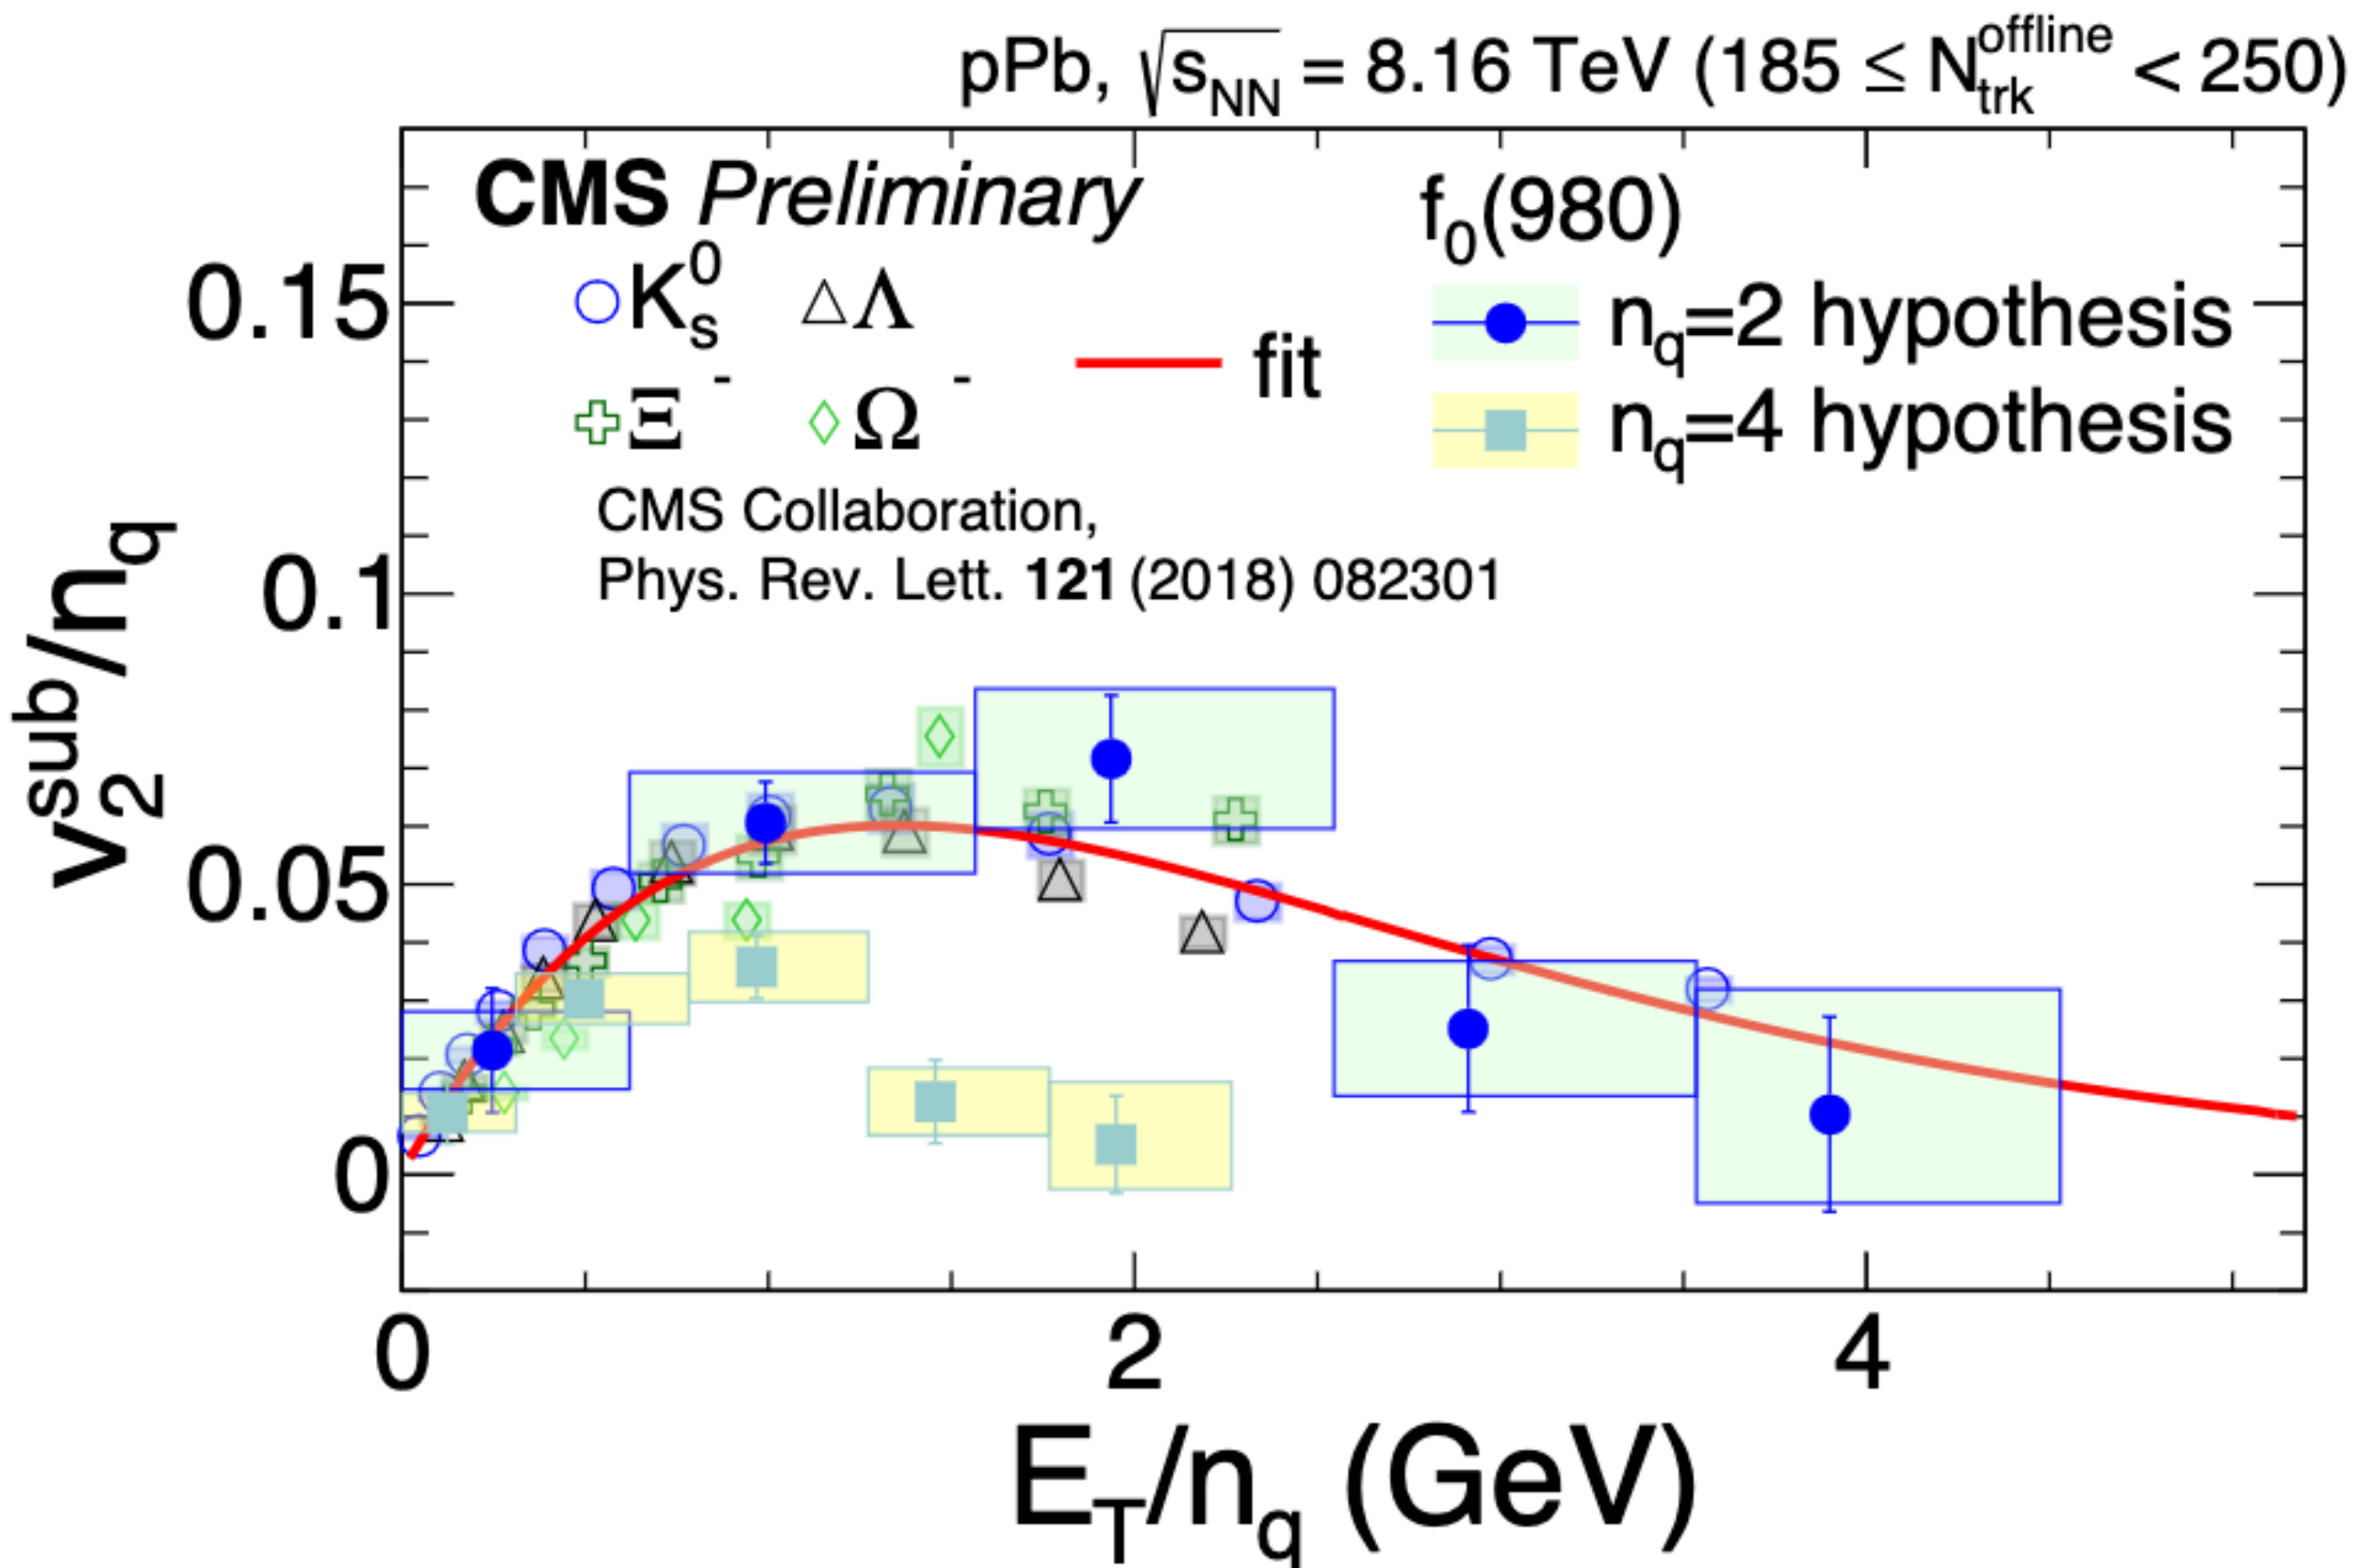 pPb, √s_NN = 8.16 TeV (185 ≤ N_trk^offline < 250)
CMS Preliminary
f₀(980)
K_s^0 Λ
n_q=2 hypothesis
fit
Ξ⁻ Ω⁻
n_q=4 hypothesis
CMS Collaboration,
Phys. Rev. Lett. 121 (2018) 082301
v_2^sub/n_q
0.15
0.1
0.05
0
0 2 4
E_T/n_q (GeV)